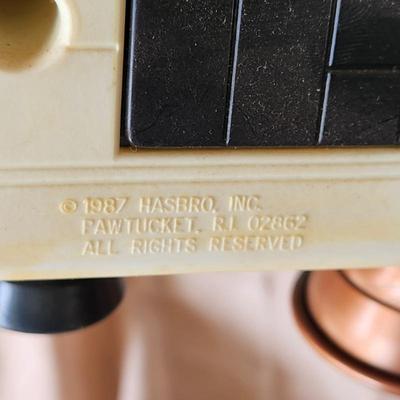 © 1987 HASBRO, INC.
PAWTUCKET, R.I. 02862
ALL RIGHTS RESERVED